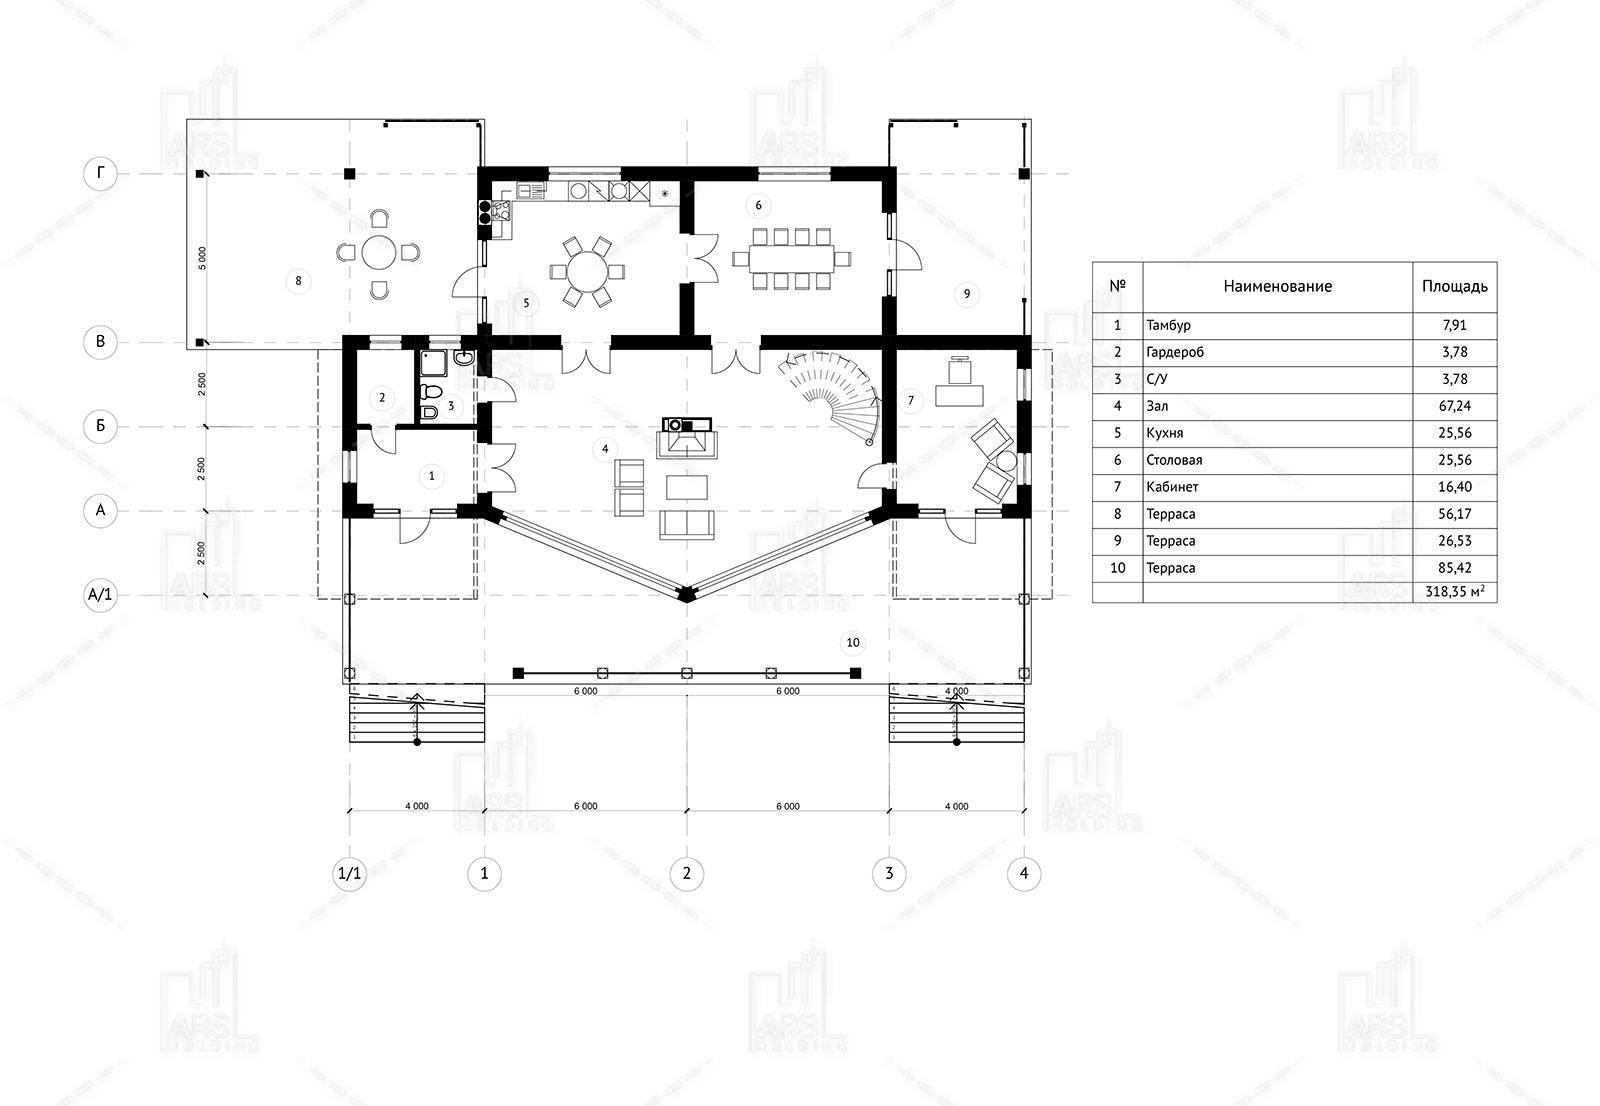 Г
В
Б
А
А/1
5 000
2 500
2 500
2 500
8
5
6
9
2
3
7
4
1
10
6 000
6 000
4 000
4 000
6 000
6 000
4 000
1/1
1
2
3
4
№ Наименование Площадь
1 Тамбур 7,91
2 Гардероб 3,78
3 С/У 3,78
4 Зал 67,24
5 Кухня 25,56
6 Столовая 25,56
7 Кабинет 16,40
8 Терраса 56,17
9 Терраса 26,53
10 Терраса 85,42
318,35 м²
ARSL
HOLDING